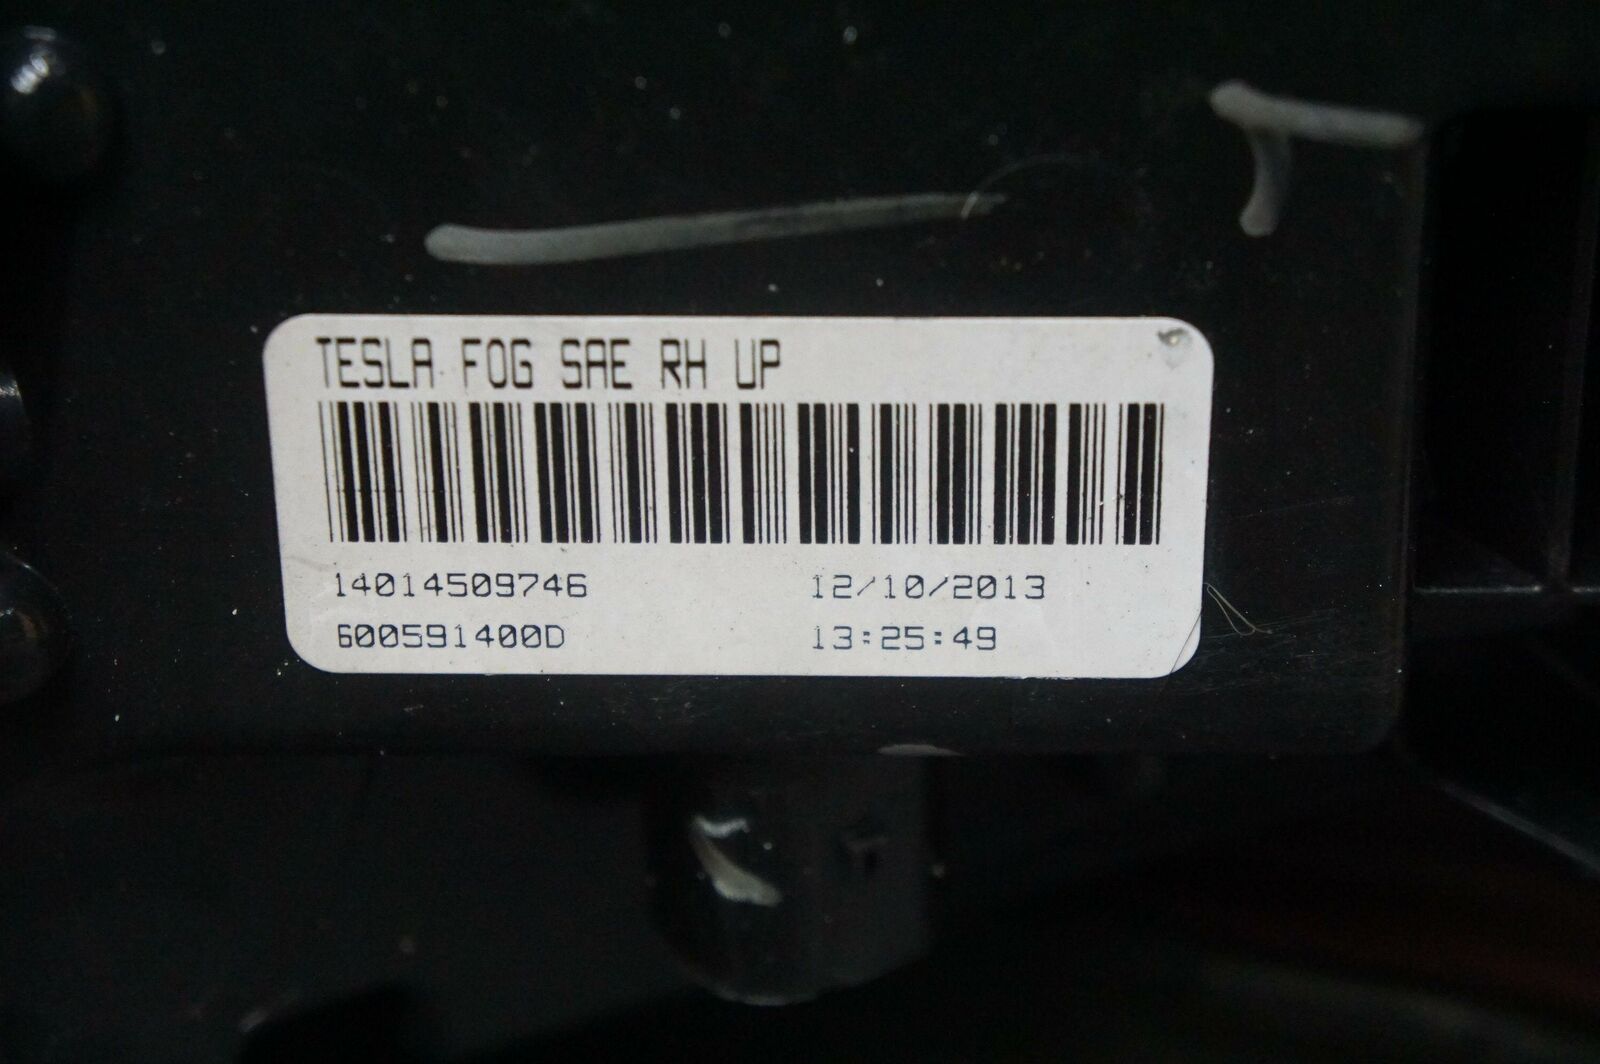 TESLA FOG SAE RH UP
14014509746 12/10/2013
600591400D 13:25:49